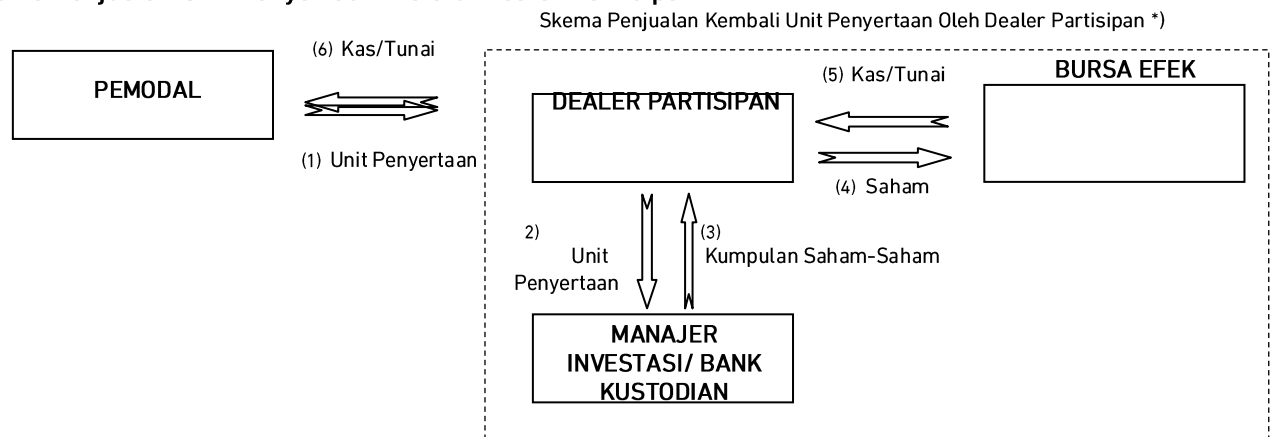 Skema Penjualan Kembali Unit Penyertaan Oleh Dealer Partisipan *)
(6) Kas/Tunai
PEMODAL
(1) Unit Penyertaan
DEALER PARTISIPAN
(5) Kas/Tunai
BURSA EFEK
(4) Saham
2)
Unit
Penyertaan
(3)
Kumpulan Saham-Saham
MANAJER
INVESTASI/ BANK
KUSTODIAN